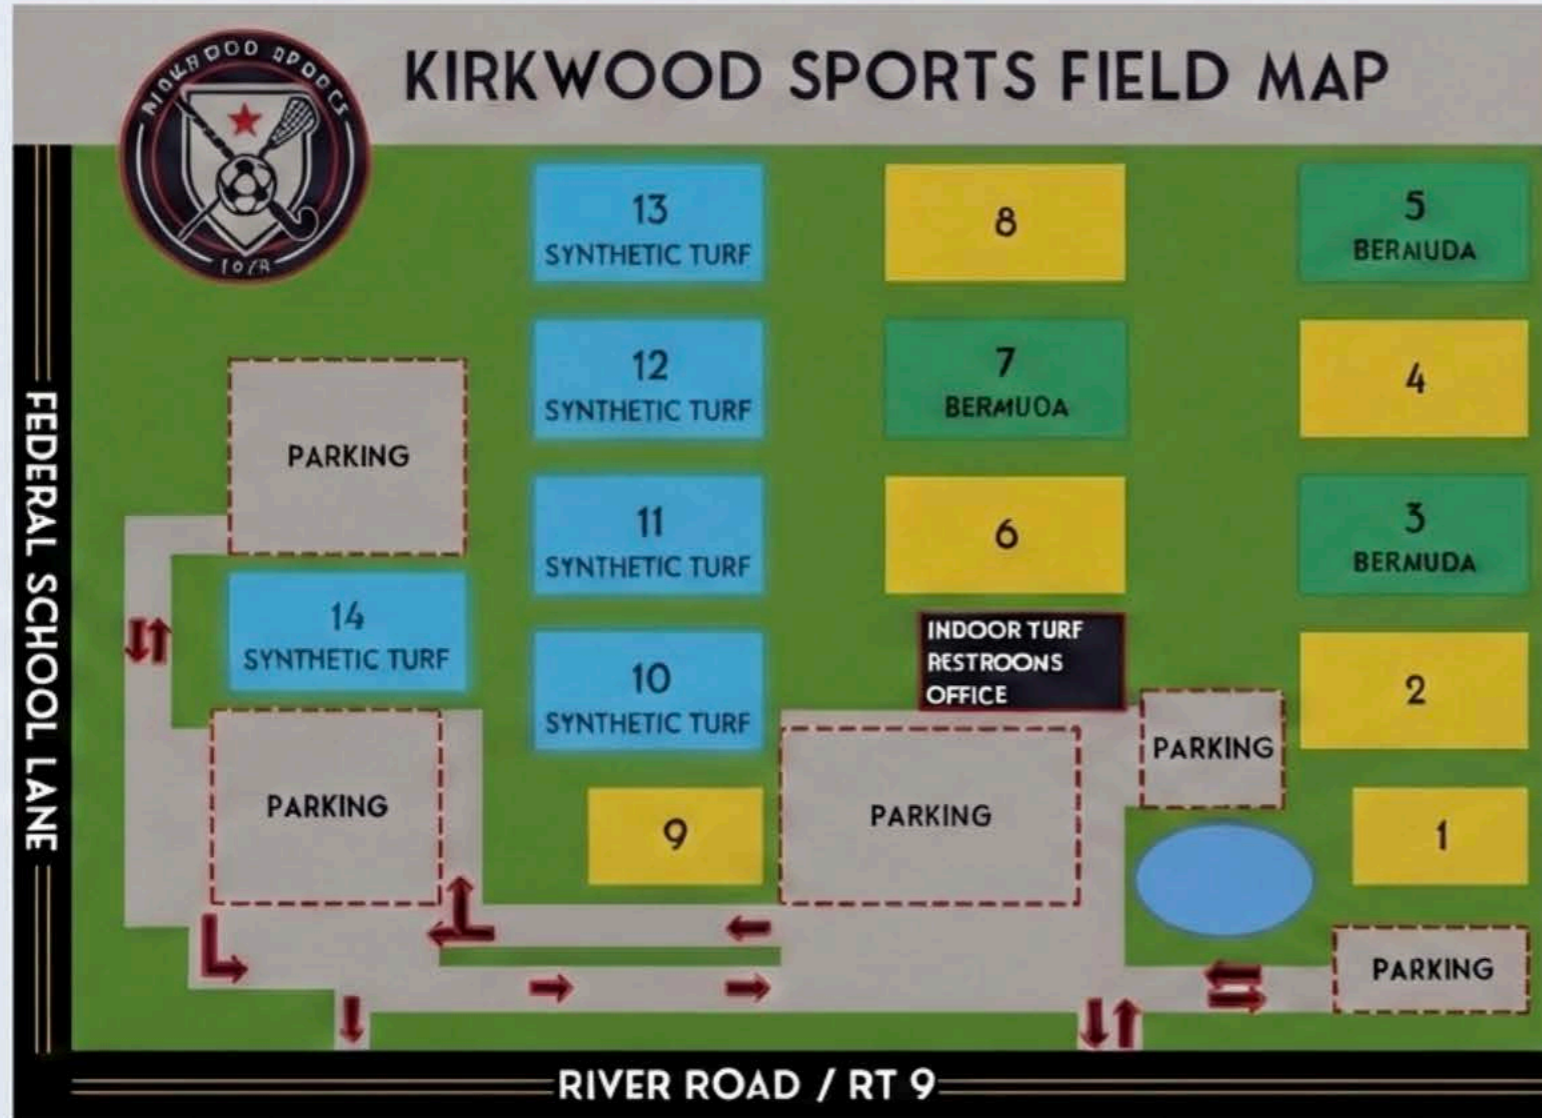 KIRKWOOD SPORTS FIELD MAP
13
SYNTHETIC TURF
8
5
BERMUDA
12
SYNTHETIC TURF
7
BERMUOA
4
PARKING
11
SYNTHETIC TURF
6
3
BERMUDA
14
SYNTHETIC TURF
10
SYNTHETIC TURF
INDOOR TURF
RESTROONS
OFFICE
2
PARKING
PARKING
PARKING
9
1
PARKING
FEDERAL SCHOOL LANE
RIVER ROAD / RT 9